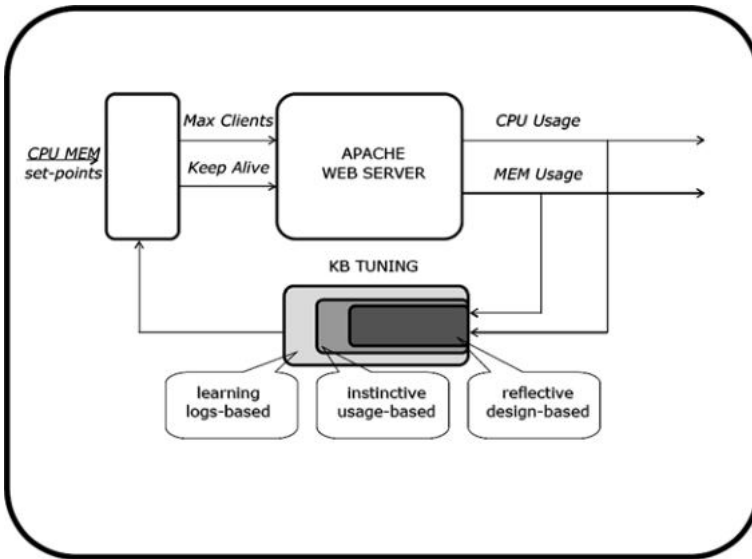 Max Clients
CPU Usage
CPU MEM
set-points
APACHE
WEB SERVER
Keep Alive
MEM Usage
KB TUNING
learning
logs-based
instinctive
usage-based
reflective
design-based